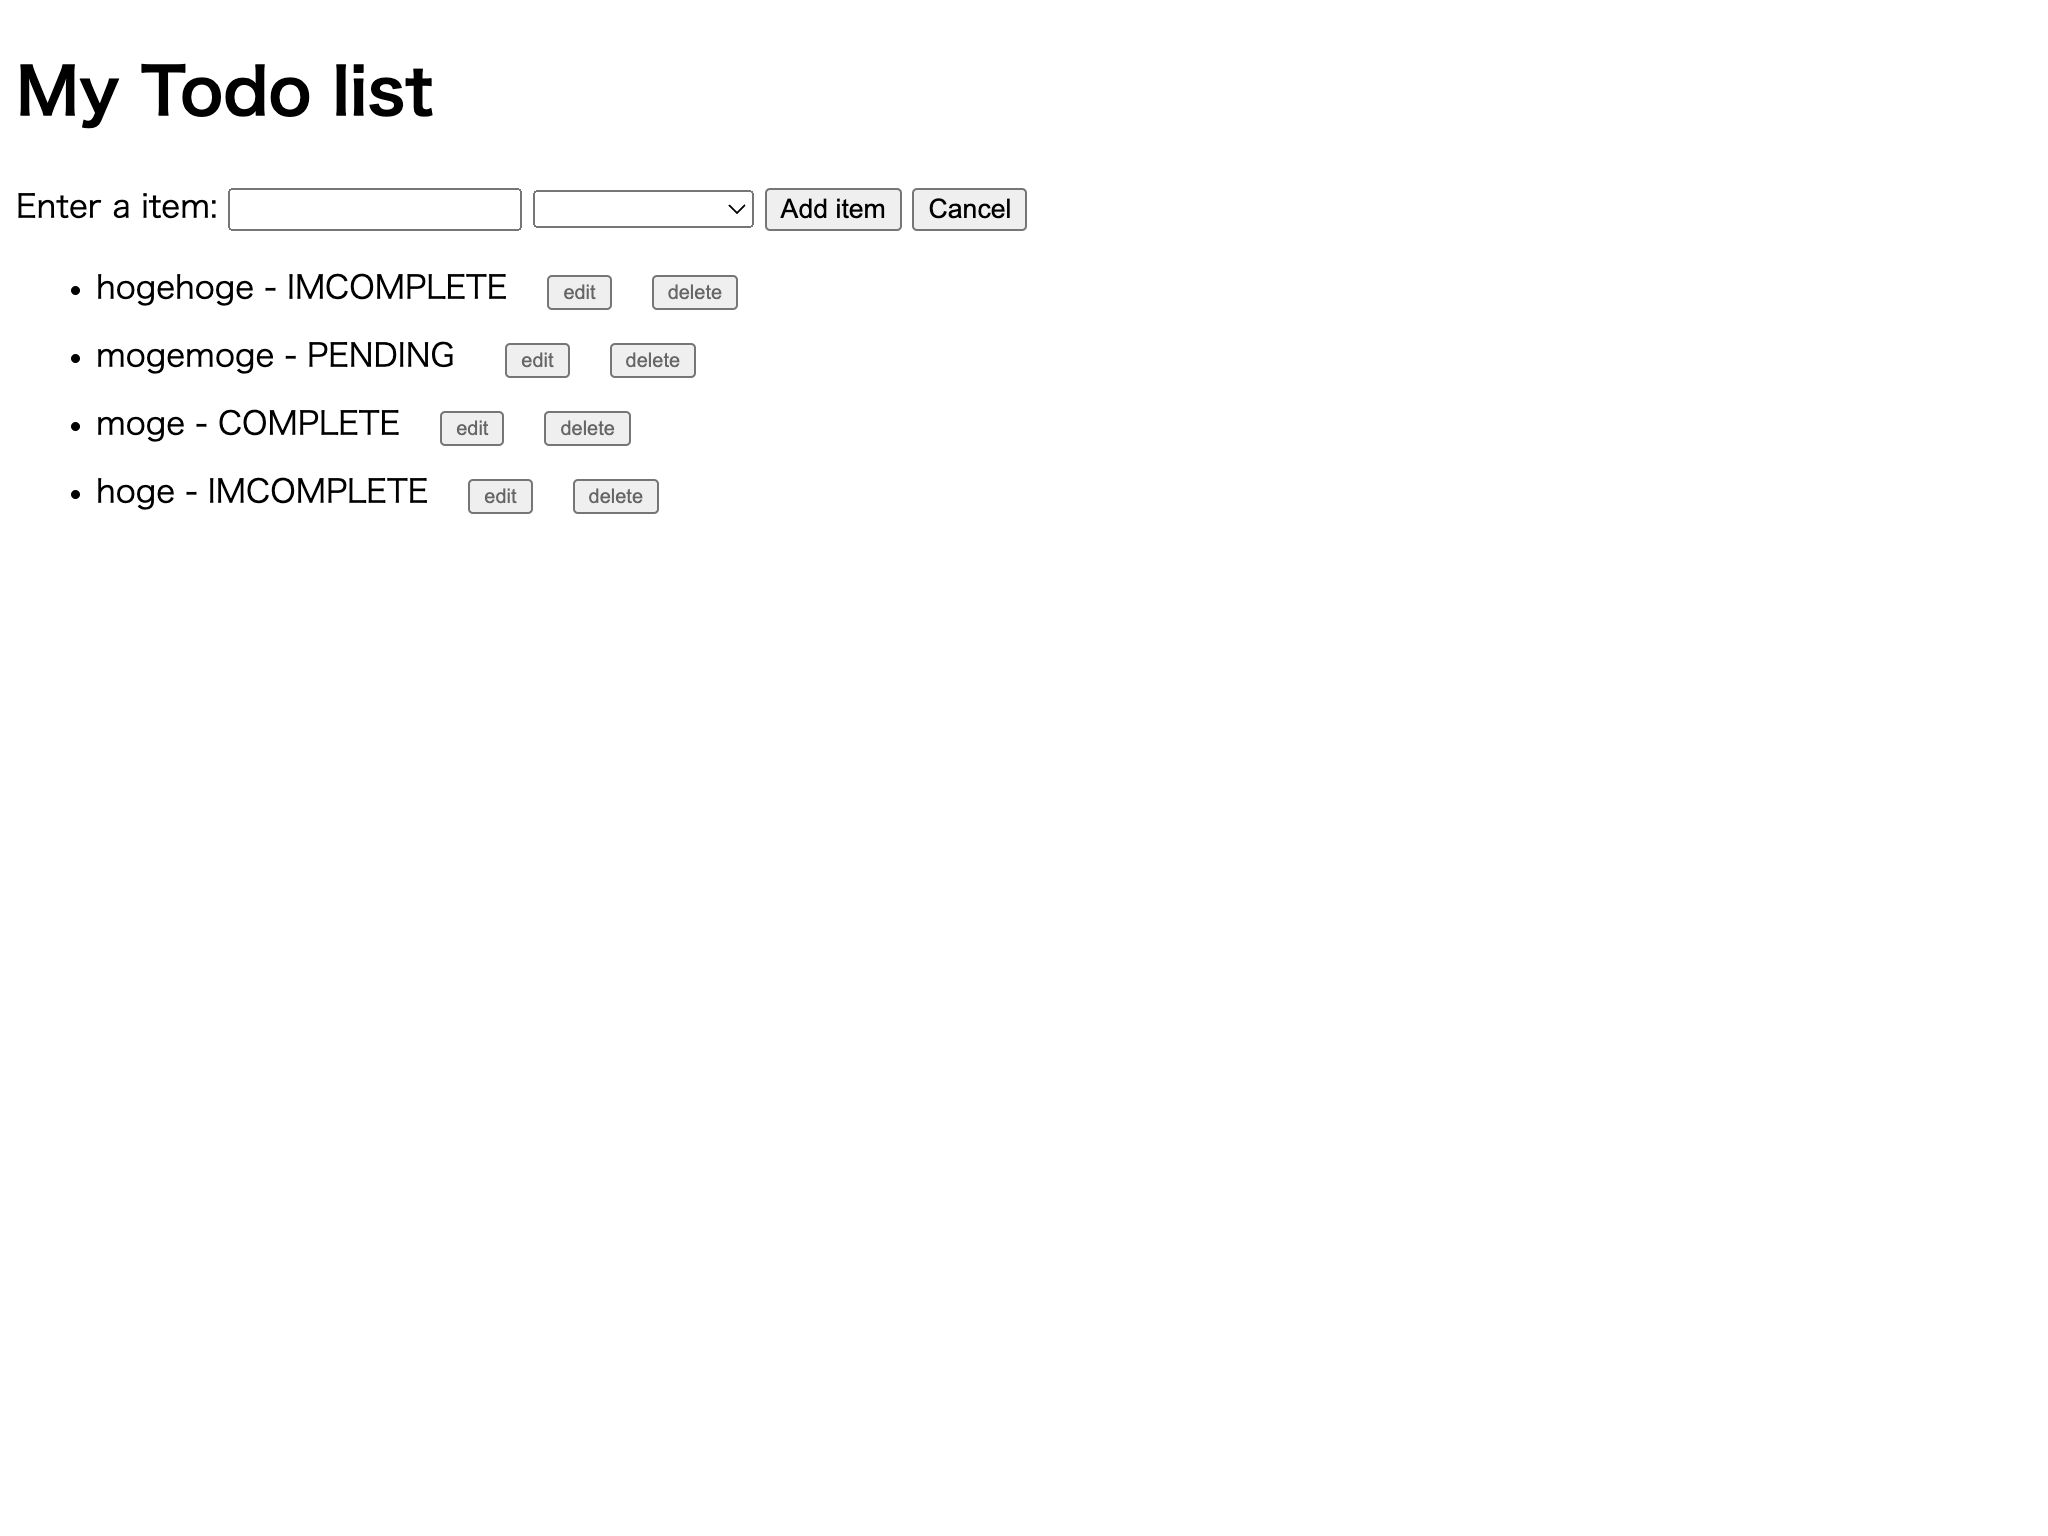 My Todo list
Enter a item: Add item Cancel
hogehoge - IMCOMPLETE edit delete
mogemoge - PENDING edit delete
moge - COMPLETE edit delete
hoge - IMCOMPLETE edit delete